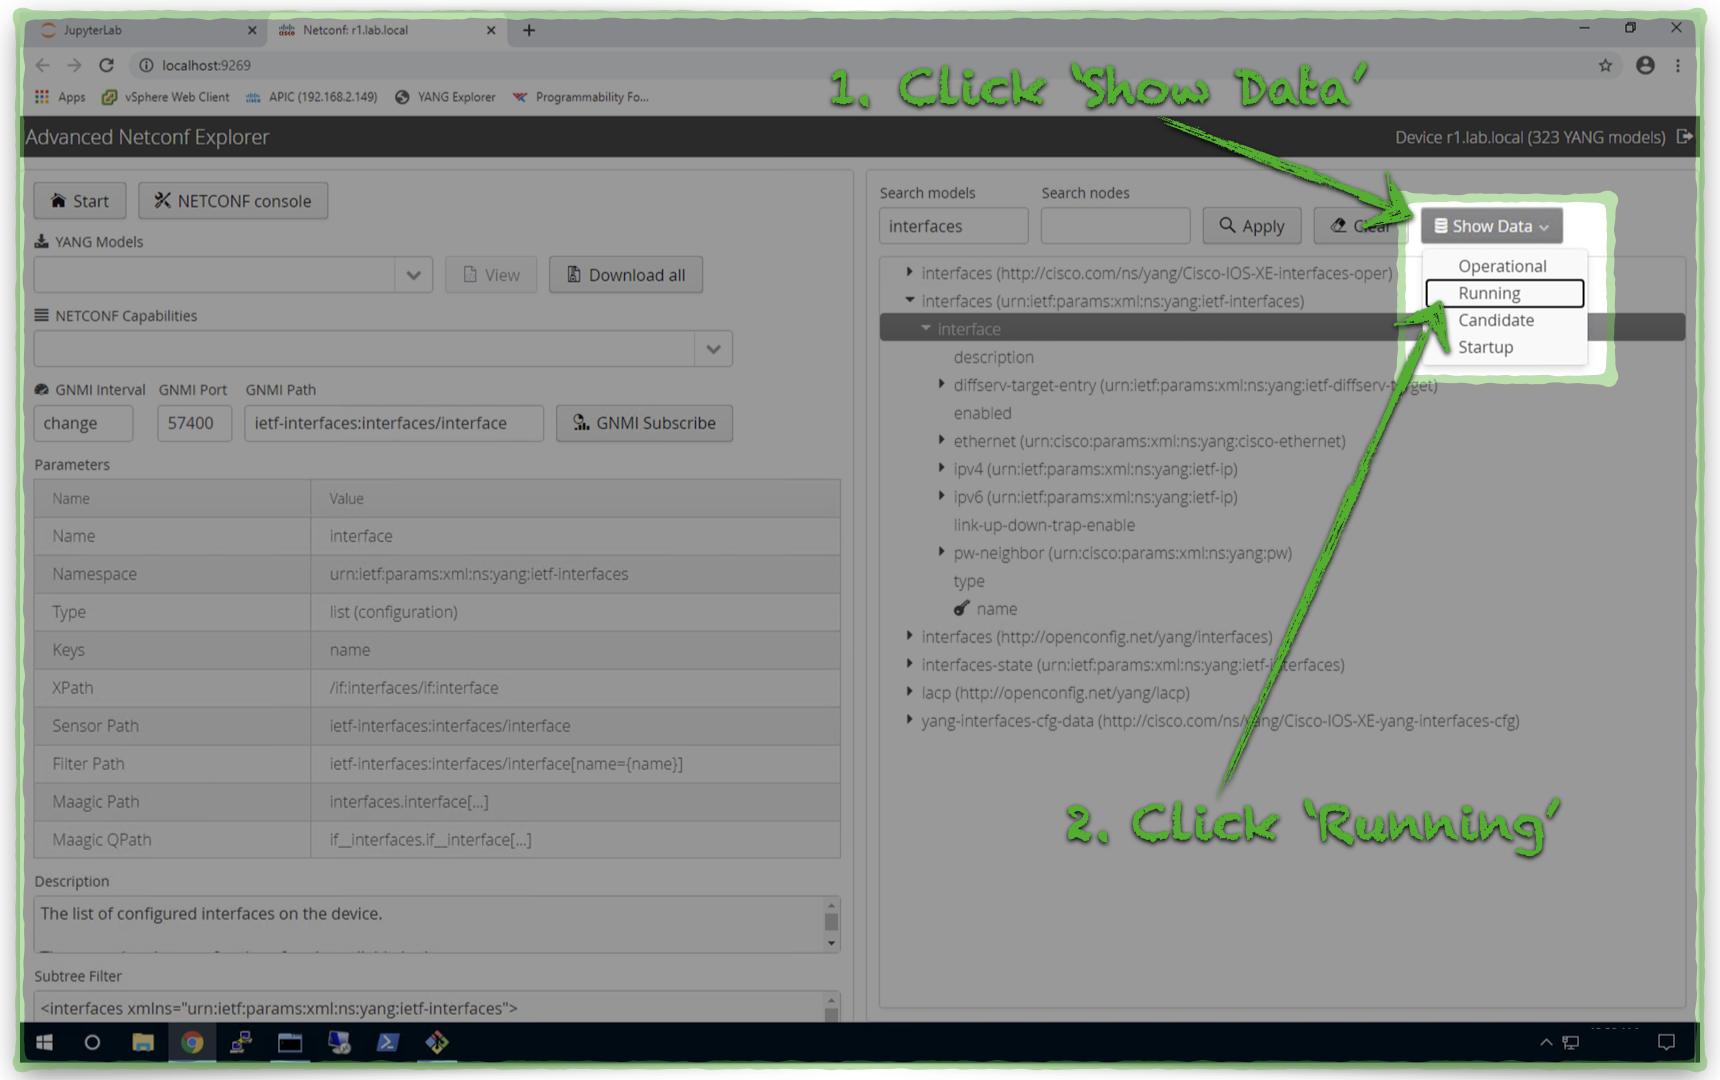 JupyterLab
Netconf: r1.lab.local
localhost:9269
Apps
vSphere Web Client
APIC (192.168.2.149)
YANG Explorer
Programmability Fo...
1. Click 'Show Data'
Advanced Netconf Explorer
Device r1.lab.local (323 YANG models)
Start
NETCONF console
YANG Models
View
Download all
NETCONF Capabilities
GNMI Interval GNMI Port GNMI Path
change 57400 ietf-interfaces:interfaces/interface GNMI Subscribe
Parameters
Name Value
Name interface
Namespace urn:ietf:params:xml:ns:yang:ietf-interfaces
Type list (configuration)
Keys name
XPath /if:interfaces/if:interface
Sensor Path ietf-interfaces:interfaces/interface
Filter Path ietf-interfaces:interfaces/interface[name={name}]
Maagic Path interfaces.interface[...]
Maagic QPath if__interfaces.if__interface[...]
Description
The list of configured interfaces on the device.
Subtree Filter
<interfaces xmlns="urn:ietf:params:xml:ns:yang:ietf-interfaces">
Search models Search nodes
interfaces Apply Clear Show Data
Operational
Running
Candidate
Startup
interfaces (http://cisco.com/ns/yang/Cisco-IOS-XE-interfaces-oper)
interfaces (urn:ietf:params:xml:ns:yang:ietf-interfaces)
interface
description
diffserv-target-entry (urn:ietf:params:xml:ns:yang:ietf-diffserv-target)
enabled
ethernet (urn:cisco:params:xml:ns:yang:cisco-ethernet)
ipv4 (urn:ietf:params:xml:ns:yang:ietf-ip)
ipv6 (urn:ietf:params:xml:ns:yang:ietf-ip)
link-up-down-trap-enable
pw-neighbor (urn:cisco:params:xml:ns:yang:pw)
type
name
interfaces (http://openconfig.net/yang/interfaces)
interfaces-state (urn:ietf:params:xml:ns:yang:ietf-interfaces)
lacp (http://openconfig.net/yang/lacp)
yang-interfaces-cfg-data (http://cisco.com/ns/yang/Cisco-IOS-XE-yang-interfaces-cfg)
2. Click 'Running'